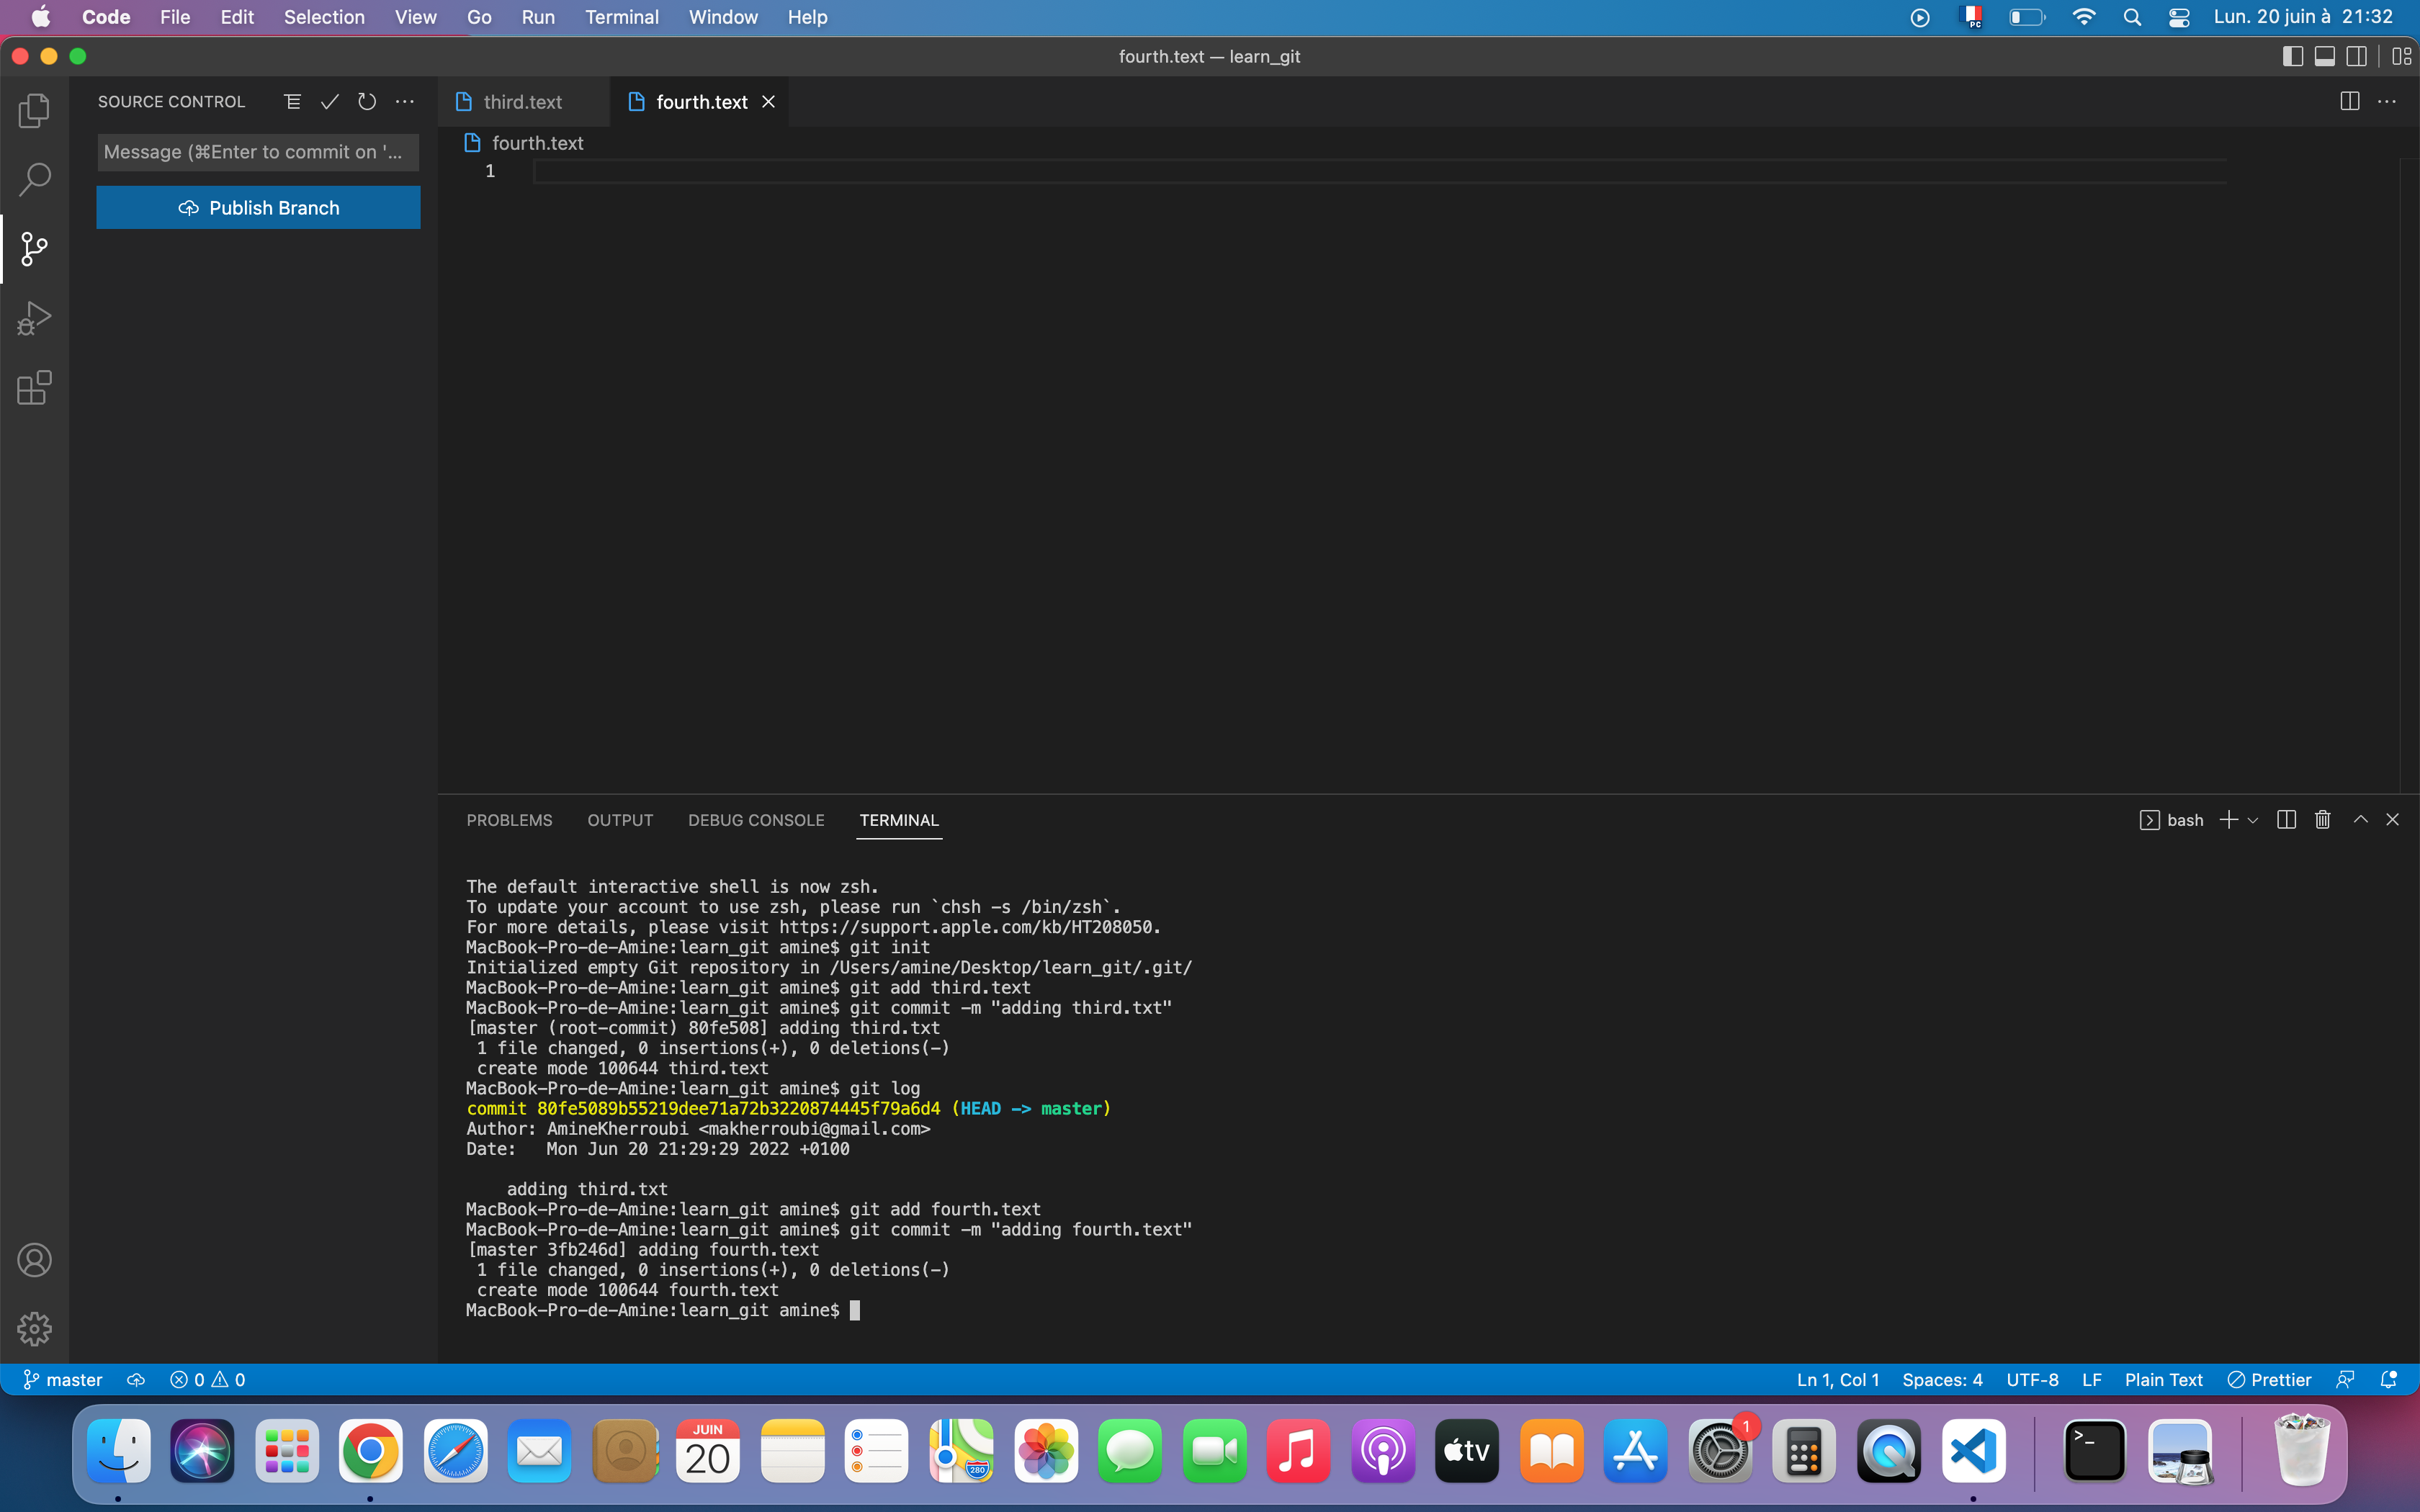 Code File Edit Selection View Go Run Terminal Window Help
PC
Lun. 20 juin à 21:32
fourth.text — learn_git
SOURCE CONTROL
third.text
fourth.text
Message (⌘Enter to commit on '...
Publish Branch
fourth.text
1
PROBLEMS OUTPUT DEBUG CONSOLE TERMINAL
bash
The default interactive shell is now zsh.
To update your account to use zsh, please run `chsh -s /bin/zsh`.
For more details, please visit https://support.apple.com/kb/HT208050.
MacBook-Pro-de-Amine:learn_git amine$ git init
Initialized empty Git repository in /Users/amine/Desktop/learn_git/.git/
MacBook-Pro-de-Amine:learn_git amine$ git add third.text
MacBook-Pro-de-Amine:learn_git amine$ git commit -m "adding third.txt"
[master (root-commit) 80fe508] adding third.txt
 1 file changed, 0 insertions(+), 0 deletions(-)
 create mode 100644 third.text
MacBook-Pro-de-Amine:learn_git amine$ git log
commit 80fe5089b55219dee71a72b3220874445f79a6d4 (HEAD -> master)
Author: AmineKherroubi <makherroubi@gmail.com>
Date:   Mon Jun 20 21:29:29 2022 +0100
    adding third.txt
MacBook-Pro-de-Amine:learn_git amine$ git add fourth.text
MacBook-Pro-de-Amine:learn_git amine$ git commit -m "adding fourth.text"
[master 3fb246d] adding fourth.text
 1 file changed, 0 insertions(+), 0 deletions(-)
 create mode 100644 fourth.text
MacBook-Pro-de-Amine:learn_git amine$
master 0 0
Ln 1, Col 1 Spaces: 4 UTF-8 LF Plain Text Prettier
JUIN
20
280
tv
1
>_